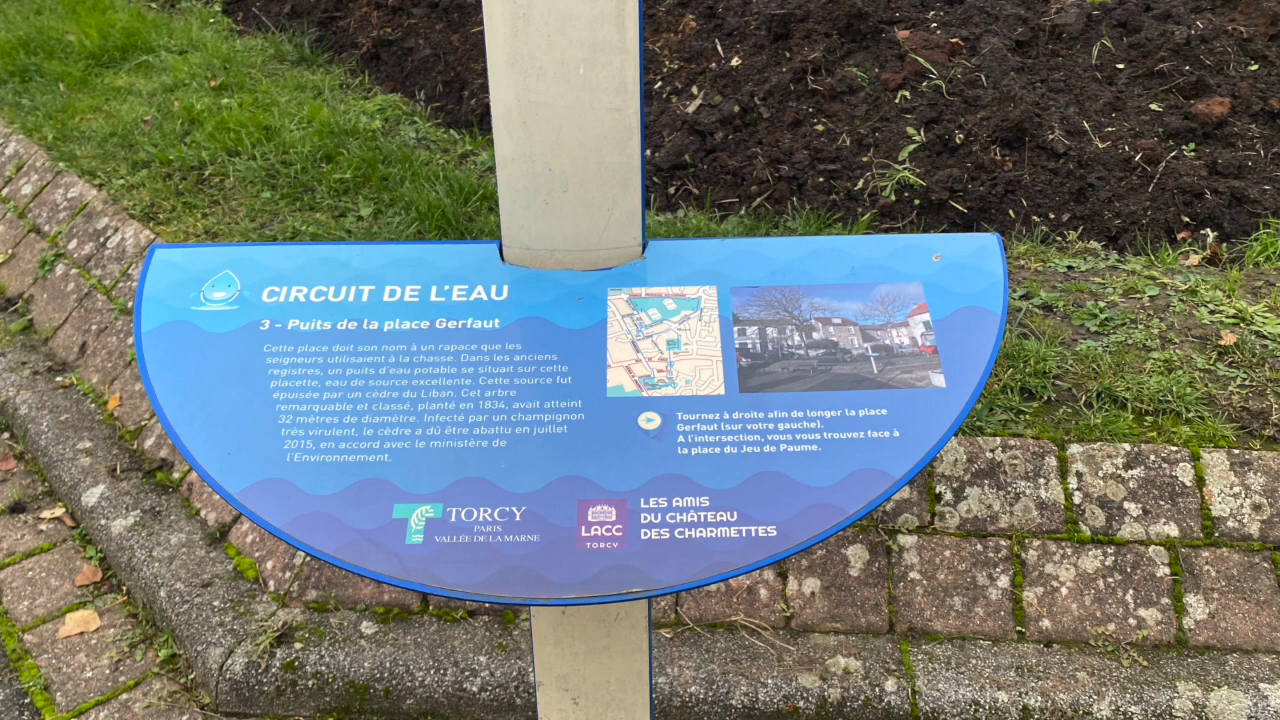 CIRCUIT DE L'EAU
3 - Puits de la place Gerfaut
Cette place doit son nom à un rapace que les
seigneurs utilisaient à la chasse. Dans les anciens
registres, un puits d'eau potable se situait sur cette
placette, eau de source excellente. Cette source fut
épuisée par un cèdre du Liban. Cet arbre
remarquable et classé, planté en 1834, avait atteint
32 mètres de diamètre. Infecté par un champignon
très virulent, le cèdre a dû être abattu en juillet
2015, en accord avec le ministère de
l'Environnement.
Tournez à droite afin de longer la place
Gerfaut (sur votre gauche).
A l'intersection, vous vous trouvez face à
la place du Jeu de Paume.
TORCY
PARIS
VALLÉE DE LA MARNE
LACC
TORCY
LES AMIS
DU CHÂTEAU
DES CHARMETTES